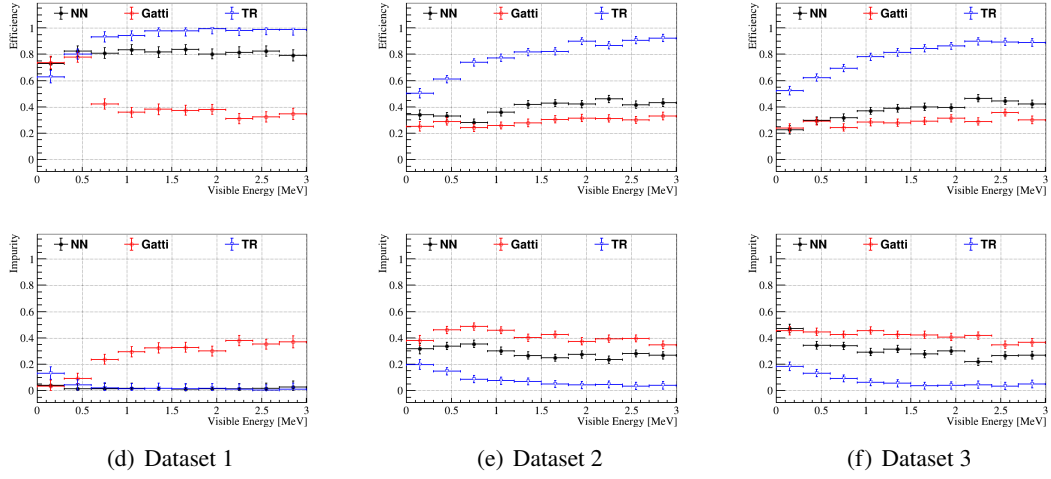 Efficiency
NN Gatti TR
1
0.8
0.6
0.4
0.2
0
0 0.5 1 1.5 2 2.5 3
Visible Energy [MeV]
Efficiency
NN Gatti TR
1
0.8
0.6
0.4
0.2
0
0 0.5 1 1.5 2 2.5 3
Visible Energy [MeV]
Efficiency
NN Gatti TR
1
0.8
0.6
0.4
0.2
0
0 0.5 1 1.5 2 2.5 3
Visible Energy [MeV]
Impurity
NN Gatti TR
1
0.8
0.6
0.4
0.2
0
0 0.5 1 1.5 2 2.5 3
Visible Energy [MeV]
Impurity
NN Gatti TR
1
0.8
0.6
0.4
0.2
0
0 0.5 1 1.5 2 2.5 3
Visible Energy [MeV]
Impurity
NN Gatti TR
1
0.8
0.6
0.4
0.2
0
0 0.5 1 1.5 2 2.5 3
Visible Energy [MeV]
(d) Dataset 1
(e) Dataset 2
(f) Dataset 3